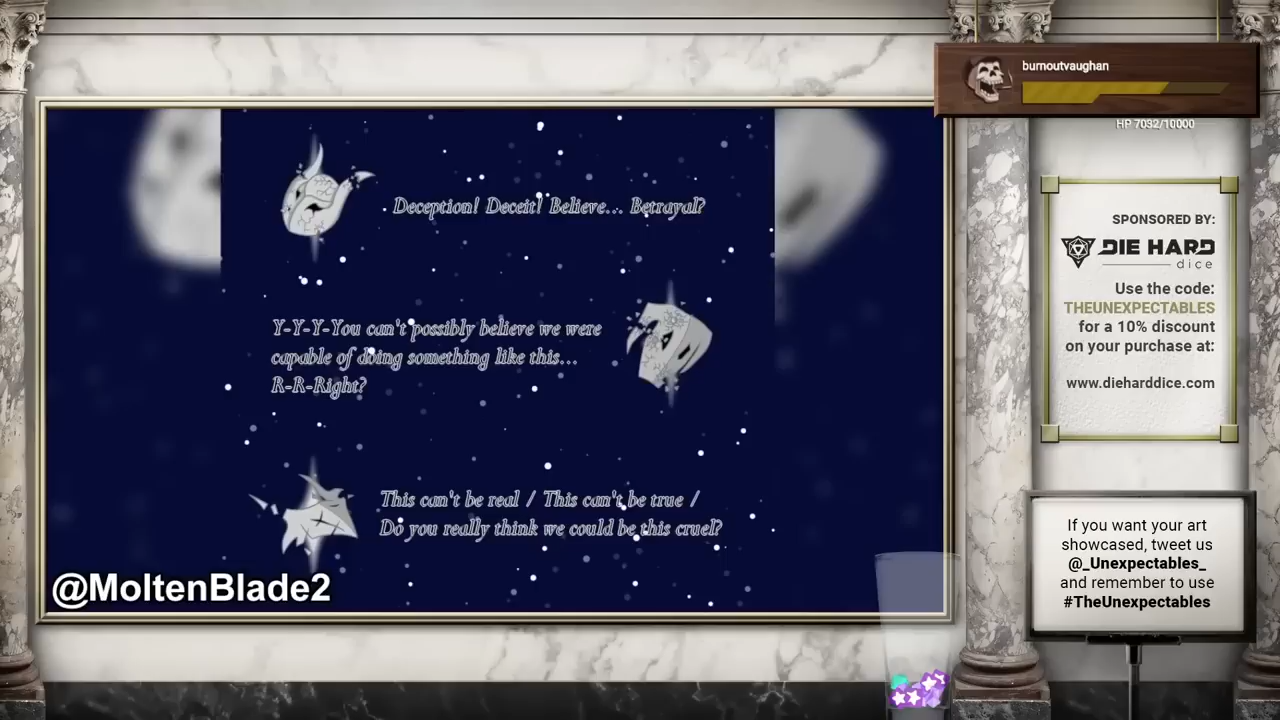 burnoutvaughan
HP 7032/10000
Deception! Deceit! Believe... Betrayal?
Y-Y-Y-You can't possibly believe we were
capable of doing something like this...
R-R-Right?
This can't be real / This can't be true /
Do you really think we could be this cruel?
@MoltenBlade2
SPONSORED BY:
DIE HARD
dice
Use the code:
THEUNEXPECTABLES
for a 10% discount
on your purchase at:
www.dieharddice.com
If you want your art
showcased, tweet us
@_Unexpectables_
and remember to use
#TheUnexpectables